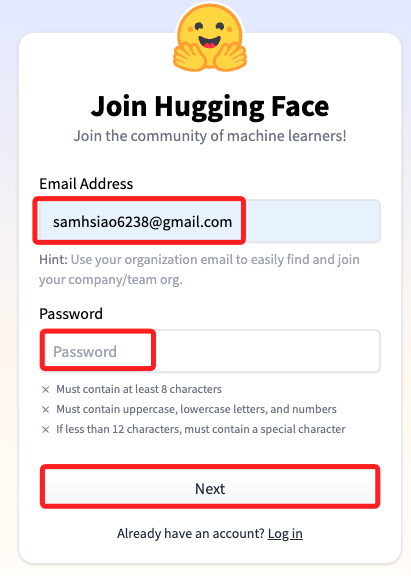 Join Hugging Face
Join the community of machine learners!
Email Address
samhsiao6238@gmail.com
Hint: Use your organization email to easily find and join
your company/team org.
Password
Password
× Must contain at least 8 characters
× Must contain uppercase, lowercase letters, and numbers
× If less than 12 characters, must contain a special character
Next
Already have an account? Log in